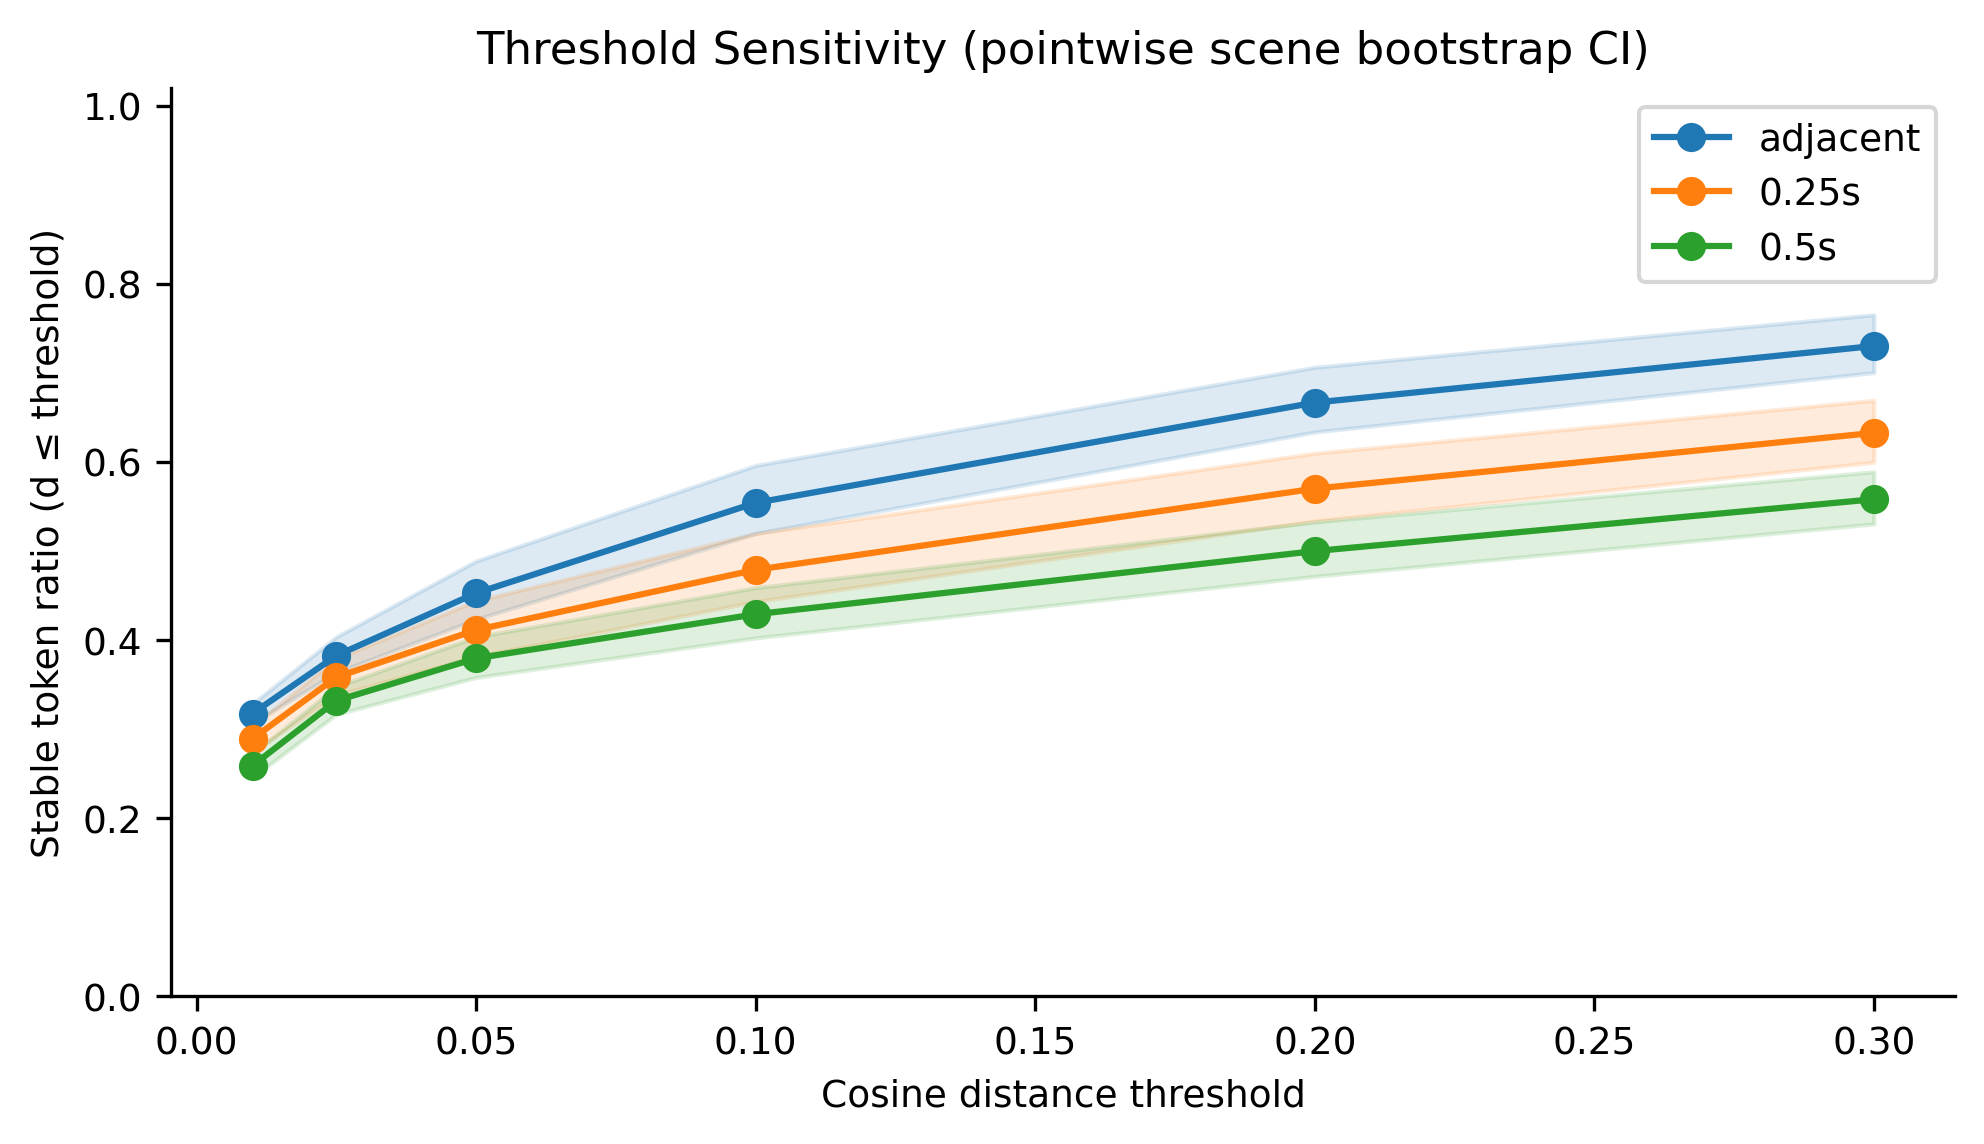 Threshold Sensitivity (pointwise scene bootstrap CI)
adjacent
0.25s
0.5s
Stable token ratio (d ≤ threshold)
1.0
0.8
0.6
0.4
0.2
0.0
0.00 0.05 0.10 0.15 0.20 0.25 0.30
Cosine distance threshold